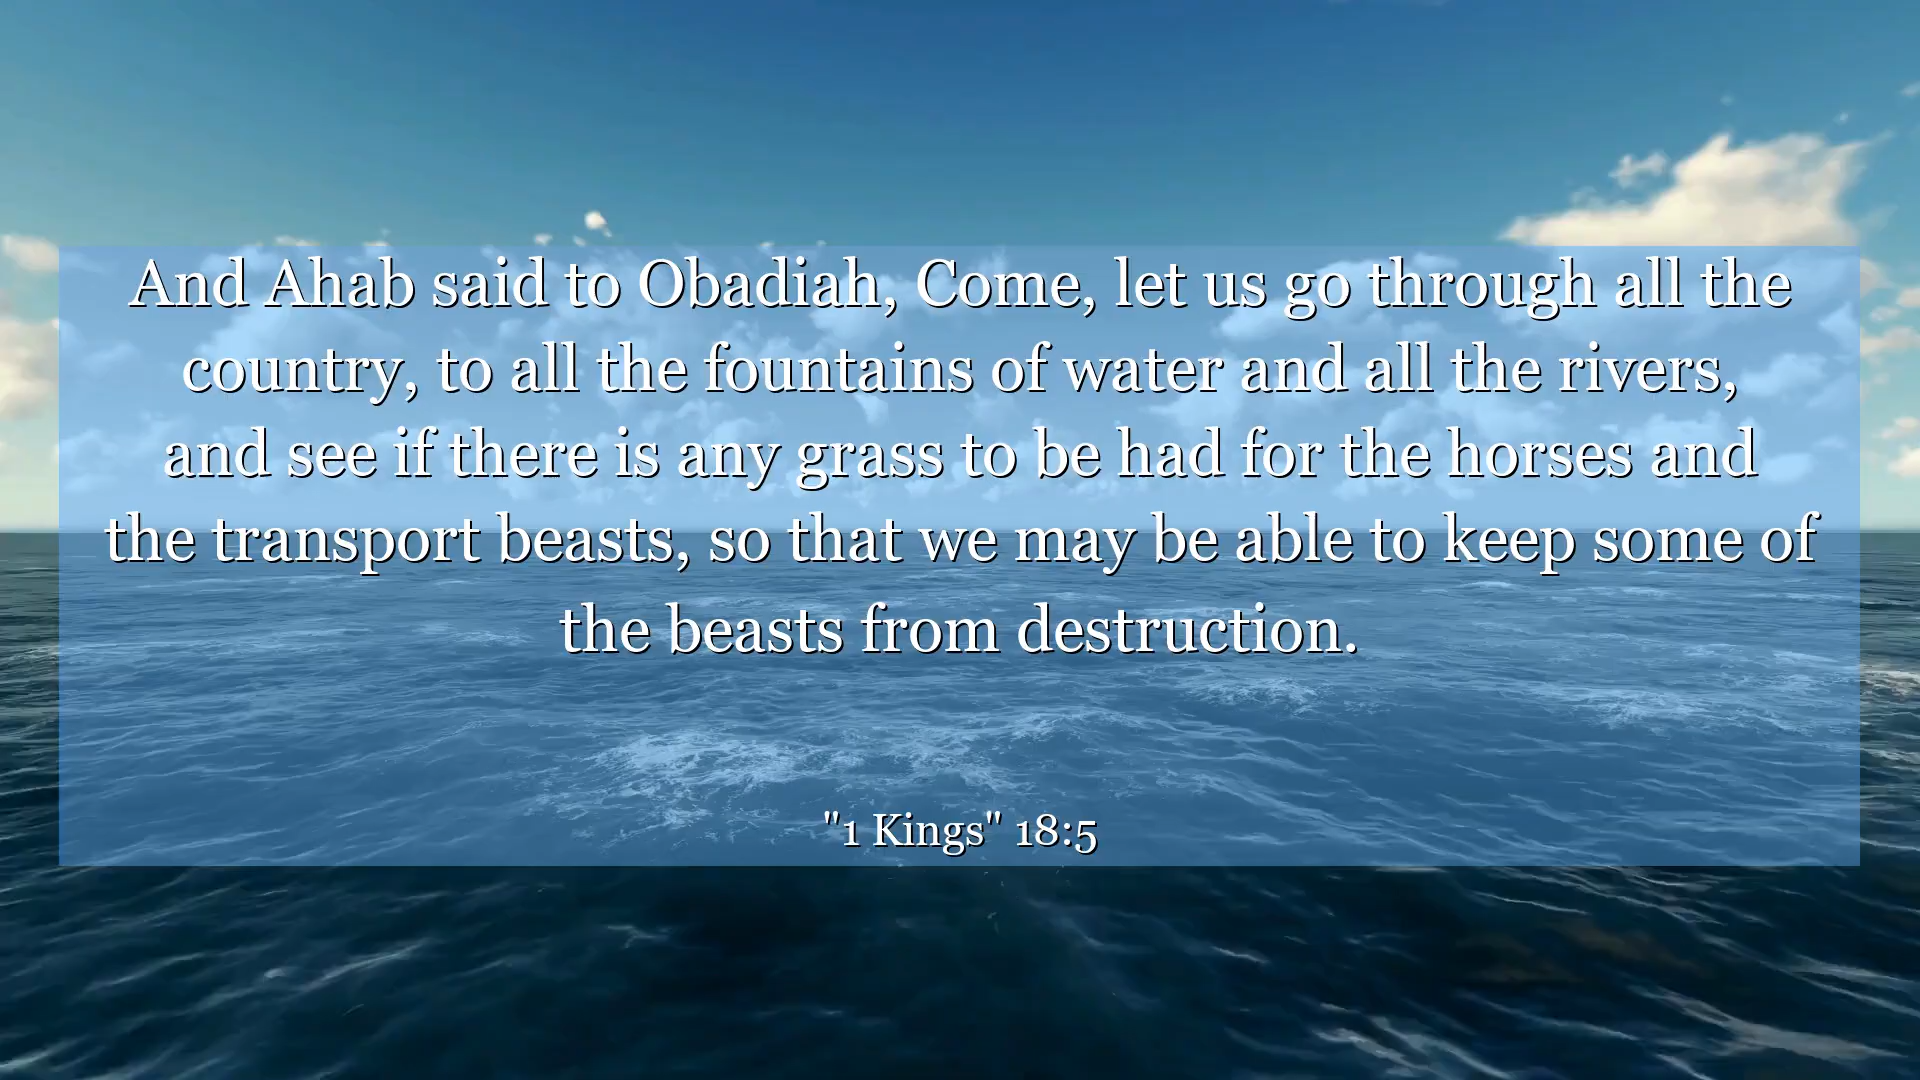 And Ahab said to Obadiah, Come, let us go through all the
country, to all the fountains of water and all the rivers,
and see if there is any grass to be had for the horses and
the transport beasts, so that we may be able to keep some of
the beasts from destruction.
"1 Kings" 18:5